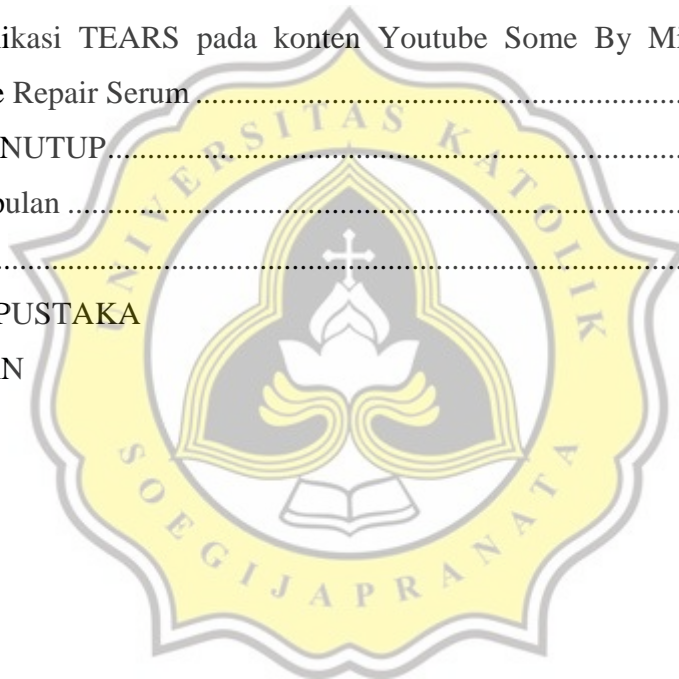 ikasi TEARS pada konten Youtube Some By Mi
e Repair Serum ........................................................
NUTUP........................................................................
pulan ..............................................................................
..........................................................................................
PUSTAKA
N
UNIVERSITAS KATOLIK
SOEGIJAPRANATA